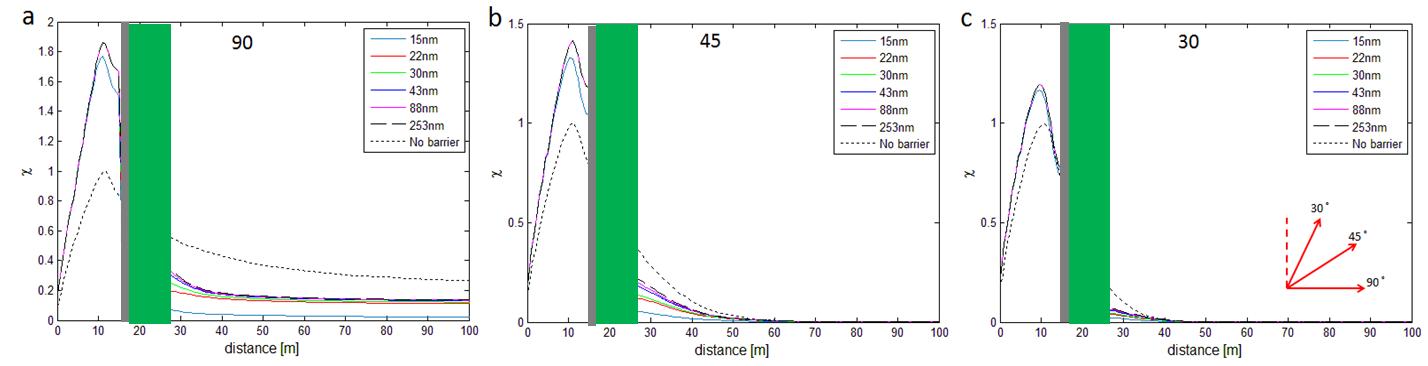 a
90
2
1.8
1.6
1.4
1.2
1
0.8
0.6
0.4
0.2
0
χ
0 10 20 30 40 50 60 70 80 90 100
distance [m]
15nm
22nm
30nm
43nm
88nm
253nm
No barrier
b
45
1.5
1
0.5
0
χ
0 10 20 30 40 50 60 70 80 90 100
distance [m]
15nm
22nm
30nm
43nm
88nm
253nm
No barrier
c
30
1.5
1
0.5
0
χ
0 10 20 30 40 50 60 70 80 90 100
distance [m]
15nm
22nm
30nm
43nm
88nm
253nm
No barrier
30°
45°
90°